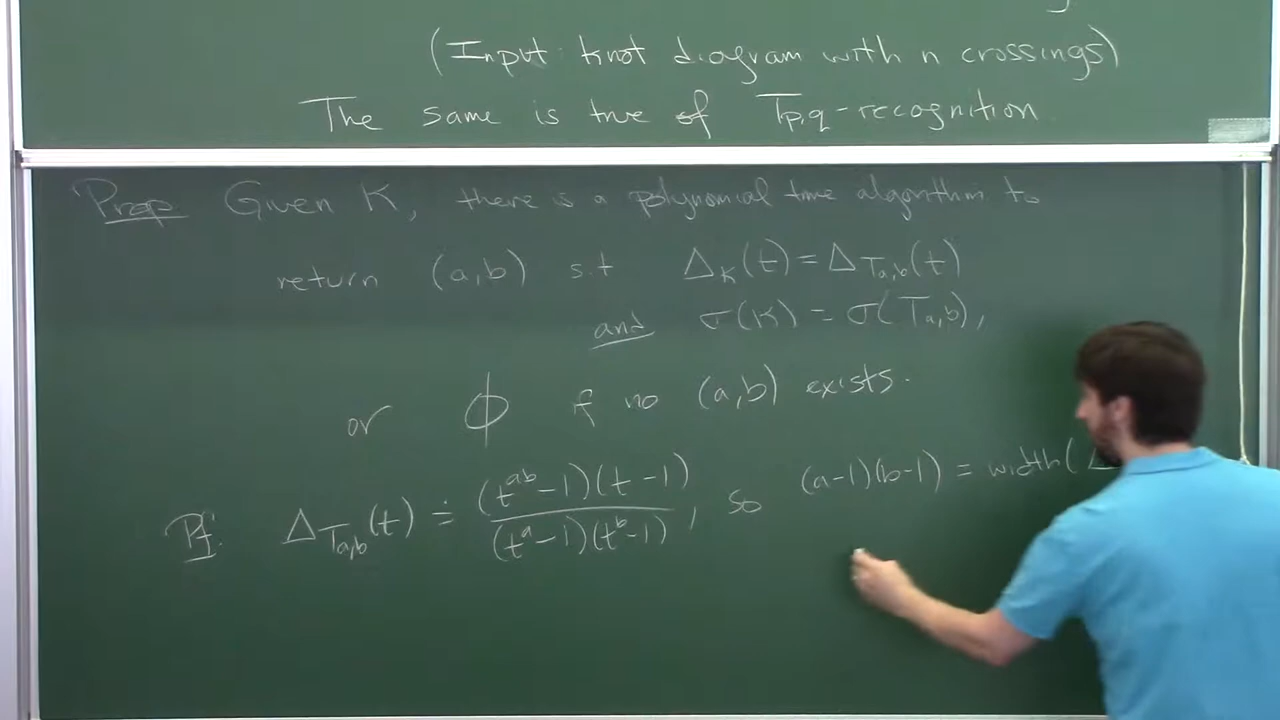 (Input: knot diagram with n crossings)
The same is true of T_{p,q}-recognition
Prop. Given K, there is a polynomial time algorithm to
return (a,b) s.t Δ_K(t) = Δ_{T_{a,b}}(t)
and σ(K) = σ(T_{a,b}),
or ϕ if no (a,b) exists.
Pf. Δ_{T_{a,b}}(t) ≐ (t^{ab}-1)(t-1) / (t^a-1)(t^b-1), so (a-1)(b-1) = width(Δ